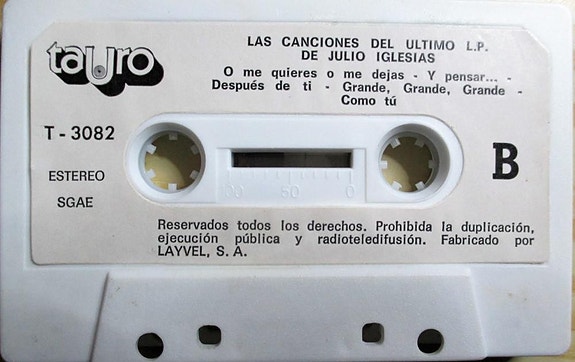 tauro
LAS CANCIONES DEL ULTIMO L.P.
DE JULIO IGLESIAS
O me quieres o me dejas - Y pensar... -
Después de ti - Grande, Grande, Grande -
Como tú
T - 3082
ESTEREO
SGAE
B
50 0
Reservados todos los derechos. Prohibida la duplicación,
ejecución pública y radioteledifusión. Fabricado por
LAYVEL, S. A.